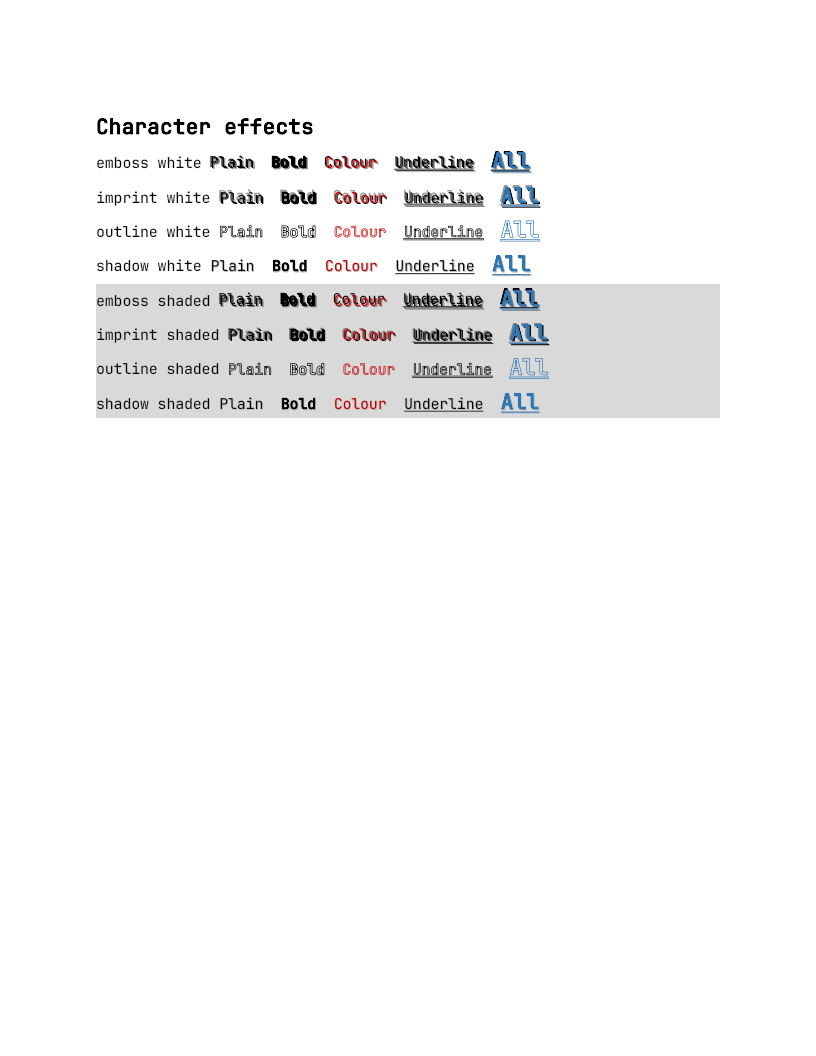 Character effects
emboss white Plain Bold Colour Underline All
imprint white Plain Bold Colour Underline All
outline white Plain Bold Colour Underline All
shadow white Plain Bold Colour Underline All
emboss shaded Plain Bold Colour Underline All
imprint shaded Plain Bold Colour Underline All
outline shaded Plain Bold Colour Underline All
shadow shaded Plain Bold Colour Underline All